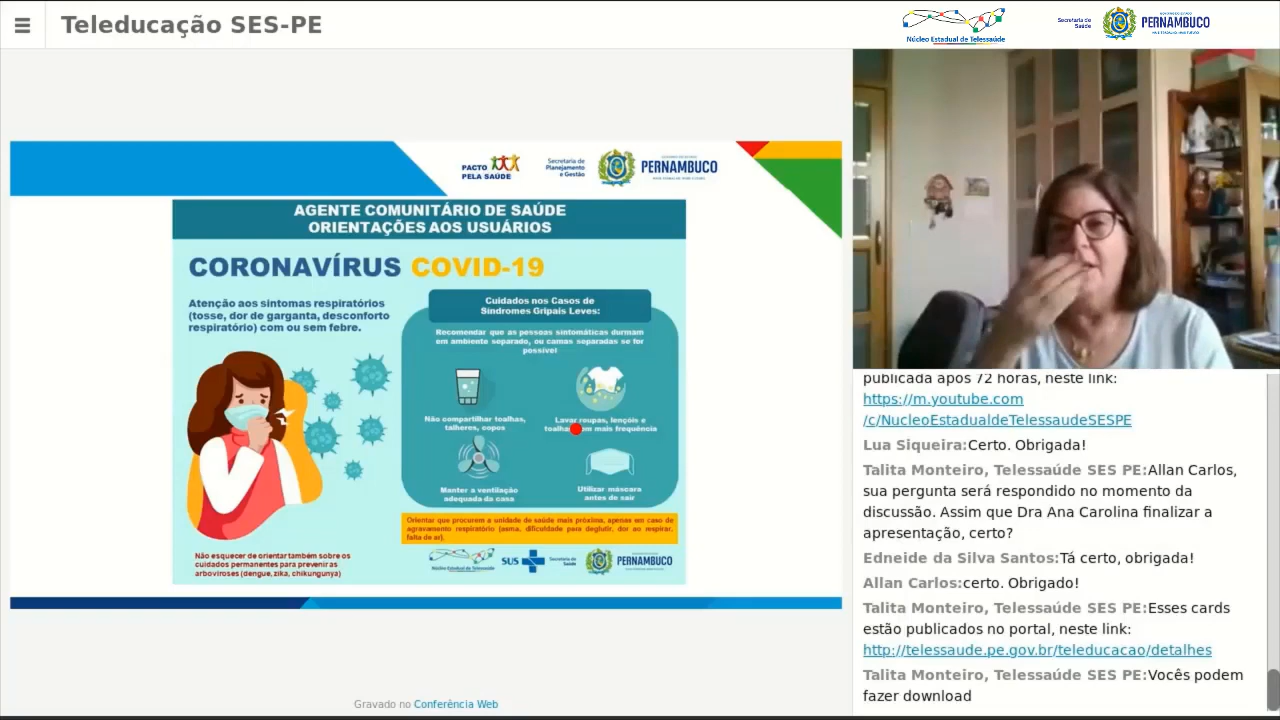 Teleducação SES-PE
Núcleo Estadual de Telessaúde
Secretaria de
Saúde
PERNAMBUCO
PACTO
PELA SAÚDE
Secretaria de
Planejamento
e Gestão
PERNAMBUCO
AGENTE COMUNITÁRIO DE SAÚDE
ORIENTAÇÕES AOS USUÁRIOS
CORONAVÍRUS COVID-19
Atenção aos sintomas respiratórios
(tosse, dor de garganta, desconforto
respiratório) com ou sem febre.
Cuidados nos Casos de
Síndromes Gripais Leves:
Recomendar que as pessoas sintomáticas durmam
em ambiente separado, ou camas separadas se for
possível
Não compartilhar toalhas,
talheres, copos
Lavar roupas, lençóis e
mais frequência
Manter a ventilação
adequada da casa
Utilizar máscara
antes de sair
Orientar que procurem a unidade de saúde mais próxima, apenas em caso de
agravamento respiratório (asma, dificuldade para deglutir, dor ao respirar,
falta de ar).
Não esquecer de orientar também sobre os
cuidados permanentes para prevenir as
arboviroses (dengue, zika, chikungunya)
SUS
Secretaria de
Saúde
PERNAMBUCO
Gravado no Conferência Web
publicada após 72 horas, neste link:
https://m.youtube.com
/c/NucleoEstadualdeTelessaudeSESPE
Lua Siqueira:Certo. Obrigada!
Talita Monteiro, Telessaúde SES PE:Allan Carlos,
sua pergunta será respondido no momento da
discussão. Assim que Dra Ana Carolina finalizar a
apresentação, certo?
Edneide da Silva Santos:Tá certo, obrigada!
Allan Carlos:certo. Obrigado!
Talita Monteiro, Telessaúde SES PE:Esses cards
estão publicados no portal, neste link:
http://telessaude.pe.gov.br/teleducacao/detalhes
Talita Monteiro, Telessaúde SES PE:Vocês podem
fazer download